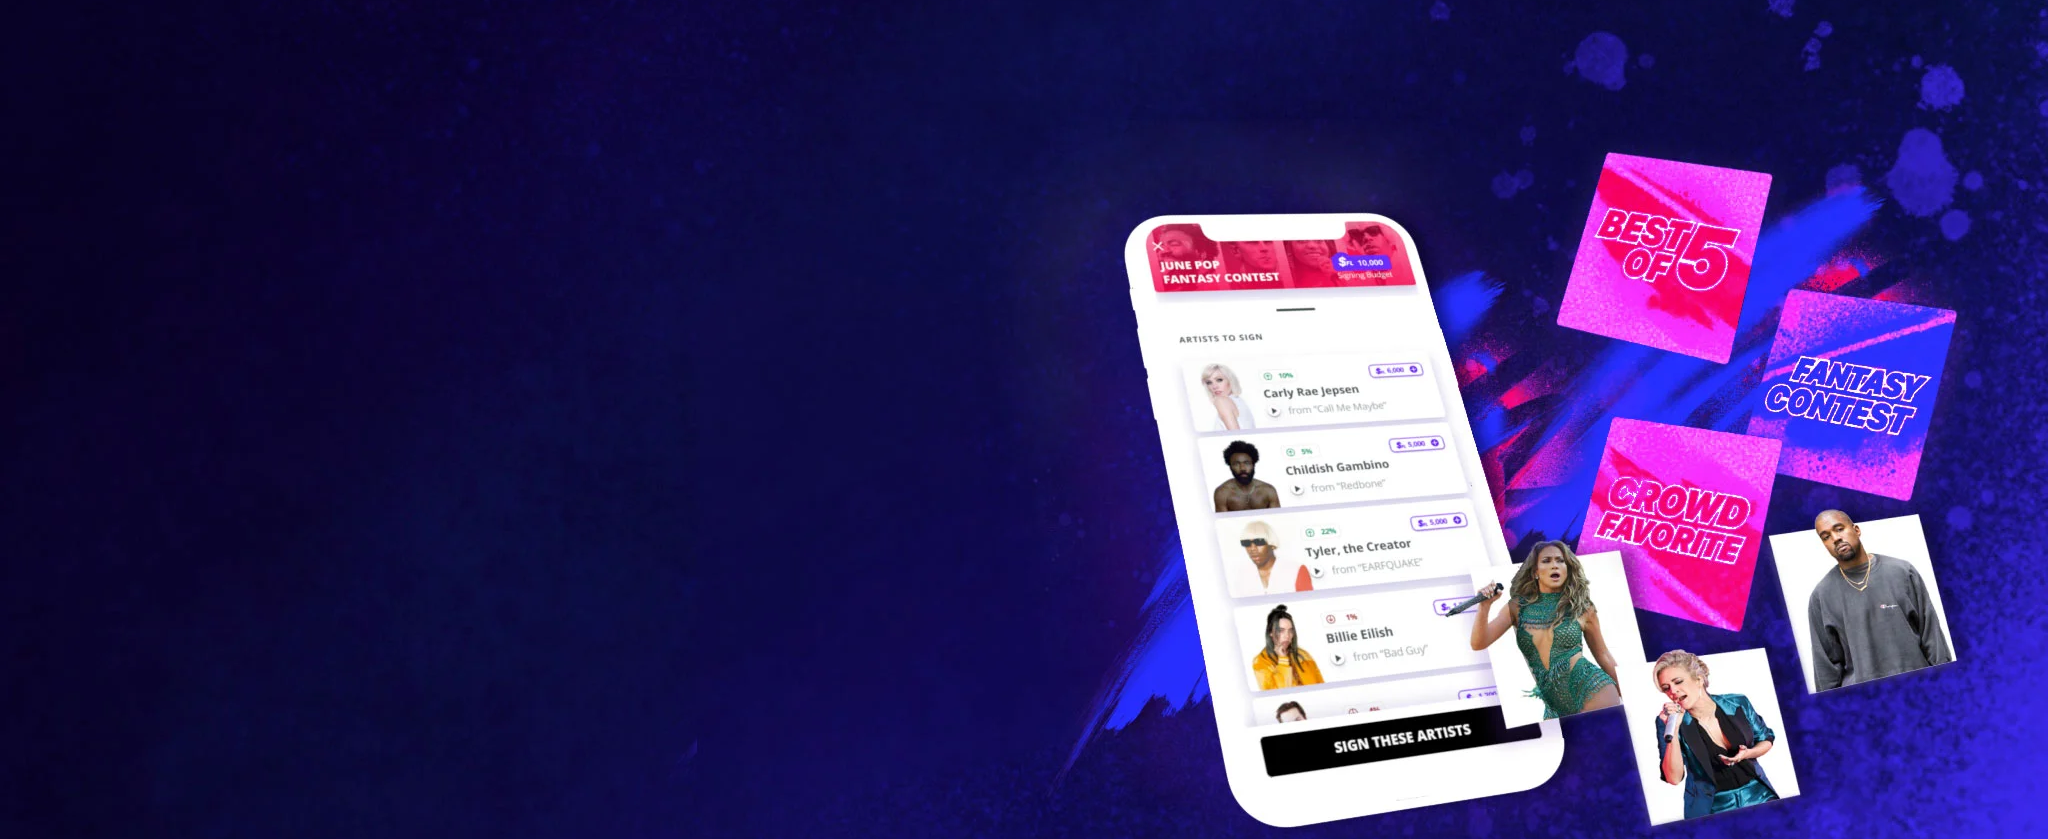 JUNE POP
FANTASY CONTEST
$FL 10,000
Signing Budget
ARTISTS TO SIGN
10%
$FL 6,000
Carly Rae Jepsen
from "Call Me Maybe"
5%
$FL 5,000
Childish Gambino
from "Redbone"
22%
$FL 5,000
Tyler, the Creator
from "EARFQUAKE"
1%
Billie Eilish
from "Bad Guy"
SIGN THESE ARTISTS
BEST
OF 5
FANTASY
CONTEST
CROWD
FAVORITE